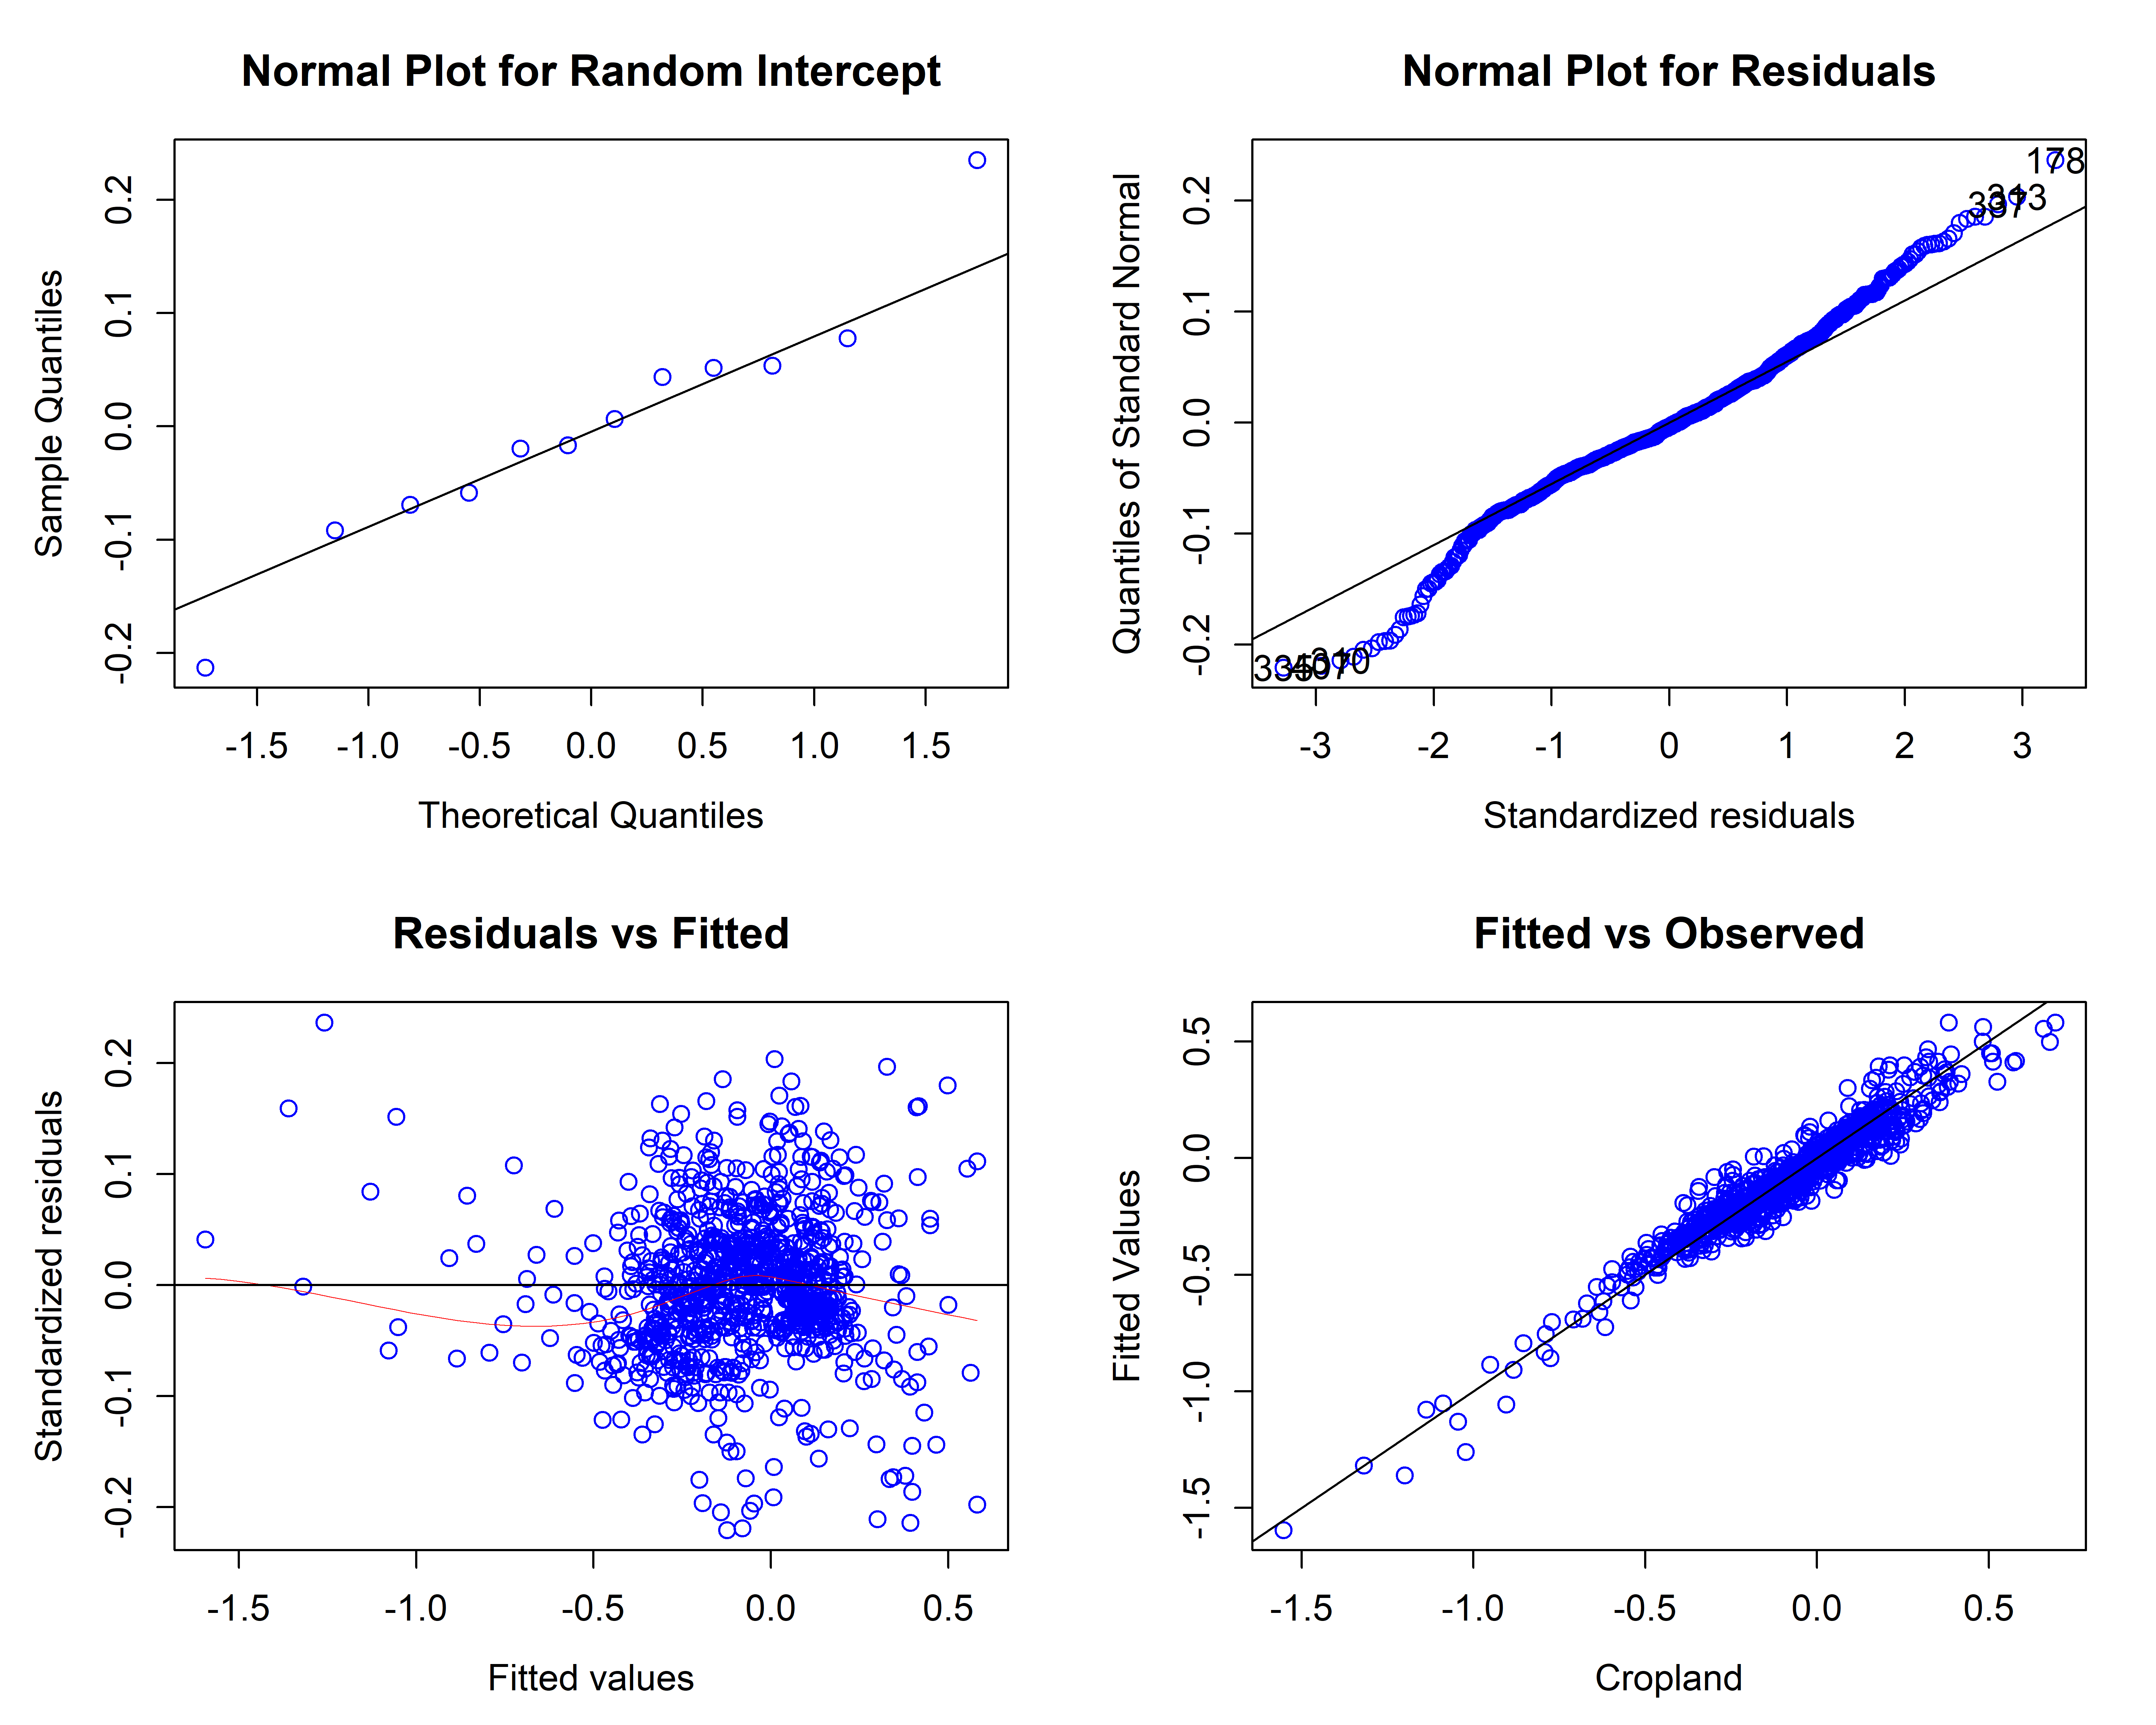 Normal Plot for Random Intercept
Sample Quantiles
0.2
0.1
0.0
-0.1
-0.2
-1.5 -1.0 -0.5 0.0 0.5 1.0 1.5
Theoretical Quantiles
Normal Plot for Residuals
Quantiles of Standard Normal
0.2
0.1
0.0
-0.1
-0.2
178
-3 -2 -1 0 1 2 3
Standardized residuals
Residuals vs Fitted
Standardized residuals
0.2
0.1
0.0
-0.1
-0.2
-1.5 -1.0 -0.5 0.0 0.5
Fitted values
Fitted vs Observed
Fitted Values
0.5
0.0
-0.5
-1.0
-1.5
-1.5 -1.0 -0.5 0.0 0.5
Cropland